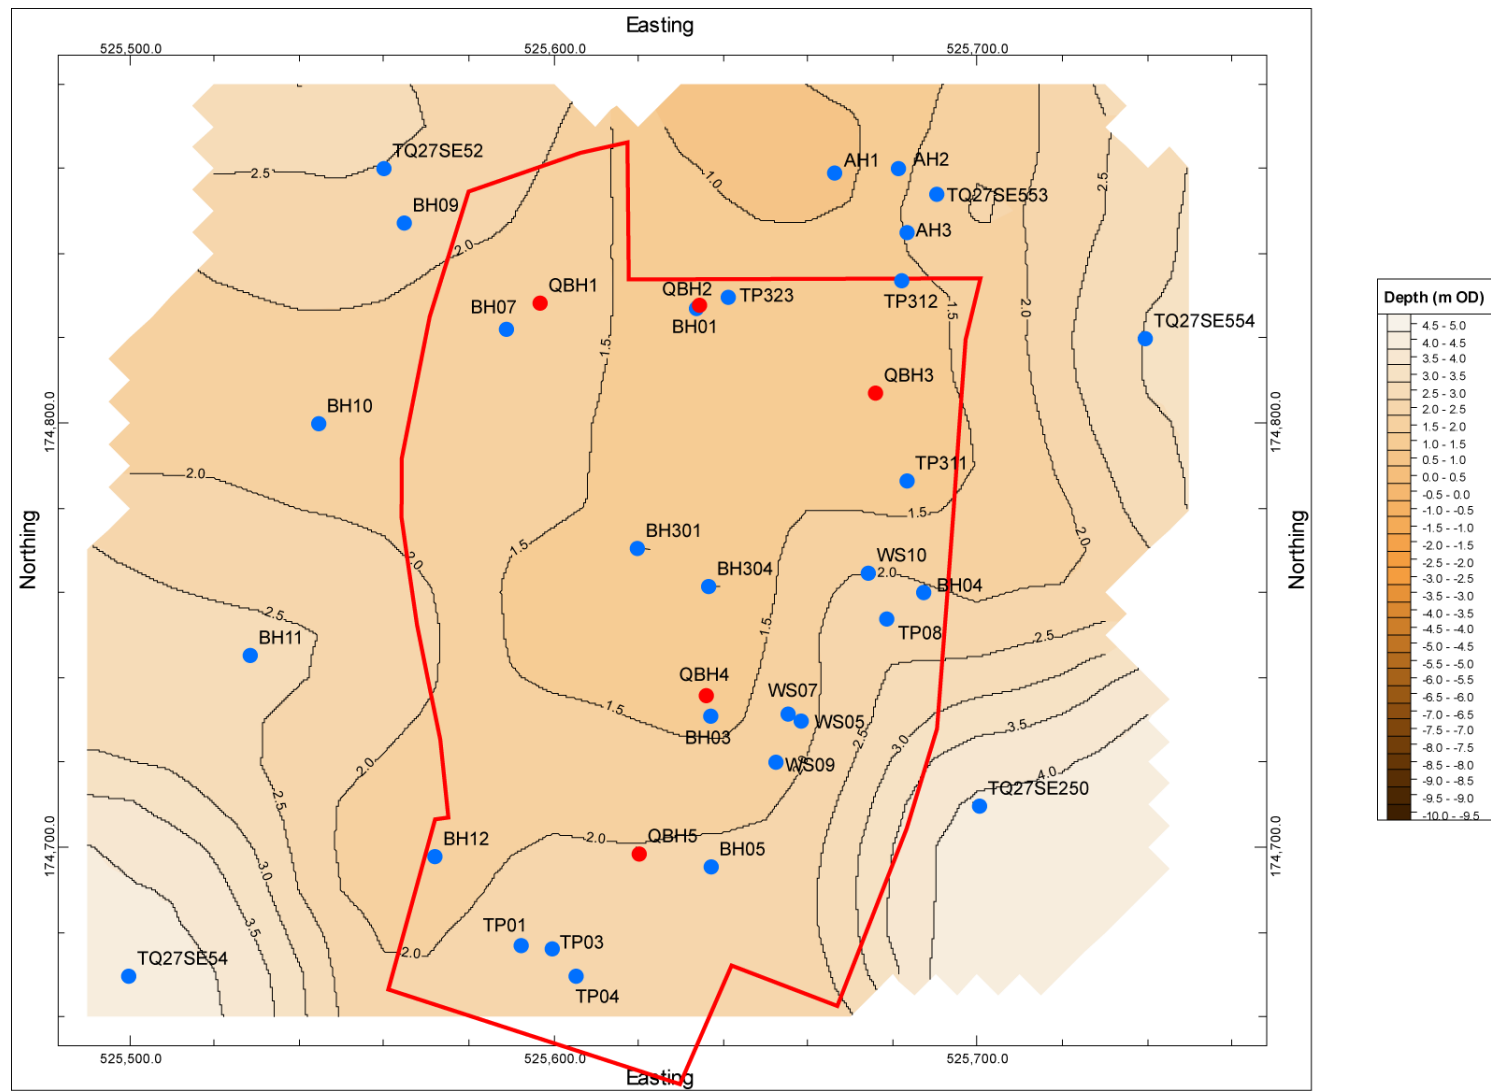 Easting
525,500.0 525,600.0 525,700.0
TQ27SE52
AH1
AH2
2.5
1.0
2.5
TQ27SE553
BH09
AH3
2.0
QBH1
QBH2
TP323
TP312
BH07
BH01
1.5
2.0
TQ27SE554
1.5
QBH3
BH10
174,800.0
174,800.0
TP311
2.0
1.5
BH301
1.5
2.0
2.0
WS10
BH304
2.0
BH04
2.5
BH11
TP08
1.5
2.5
QBH4
WS07
1.5
WS05
BH03
3.5
2.5
3.0
2.0
WS09
2.0
4.0
TQ27SE250
2.5
BH12
2.0
QBH5
BH05
174,700.0
174,700.0
3.0
TP01
3.5
TP03
2.0
TQ27SE54
TP04
525,500.0 525,600.0 525,700.0
Easting
Northing
Northing
Depth (m OD)
4.5 - 5.0
4.0 - 4.5
3.5 - 4.0
3.0 - 3.5
2.5 - 3.0
2.0 - 2.5
1.5 - 2.0
1.0 - 1.5
0.5 - 1.0
0.0 - 0.5
-0.5 - 0.0
-1.0 - -0.5
-1.5 - -1.0
-2.0 - -1.5
-2.5 - -2.0
-3.0 - -2.5
-3.5 - -3.0
-4.0 - -3.5
-4.5 - -4.0
-5.0 - -4.5
-5.5 - -5.0
-6.0 - -5.5
-6.5 - -6.0
-7.0 - -6.5
-7.5 - -7.0
-8.0 - -7.5
-8.5 - -8.0
-9.0 - -8.5
-9.5 - -9.0
-10.0 - -9.5